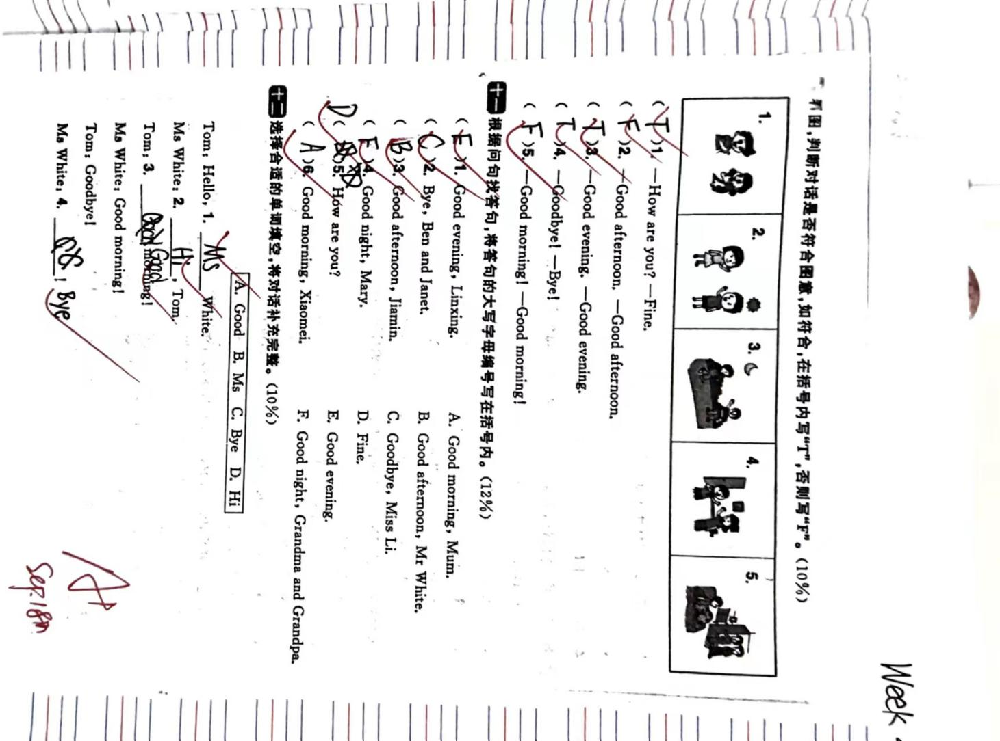 Week
看图,判断对话是否符合图意,如符合,在括号内写"T",否则写"F"。(10%)
1. 2. 3. 4. 5.
( T )1. —How are you? —Fine.
( F )2. —Good afternoon. —Good afternoon.
( T )3. —Good evening. —Good evening.
( T )4. —Goodbye! —Bye!
( F )5. —Good morning! —Good morning!
十一 根据问句找答句,将答句的大写字母编号写在括号内。(12%)
( E )1. Good evening, Linxing. A. Good morning, Mum.
( C )2. Bye, Ben and Janet. B. Good afternoon, Mr White.
( B )3. Good afternoon, Jiamin. C. Goodbye, Miss Li.
( F )4. Good night, Mary. D. Fine.
D ( )5. How are you? E. Good evening.
( A )6. Good morning, Xiaomei. F. Good night, Grandma and Grandpa.
十二 选择合适的单词填空,将对话补充完整。(10%)
A. Good B. Ms C. Bye D. Hi
Tom: Hello, 1. Ms White.
Ms White: 2. Hi, Tom.
Tom: 3. Good morning!
Ms White: Good morning!
Tom: Goodbye!
Ms White: 4. ! Bye
A+
Sep.18th